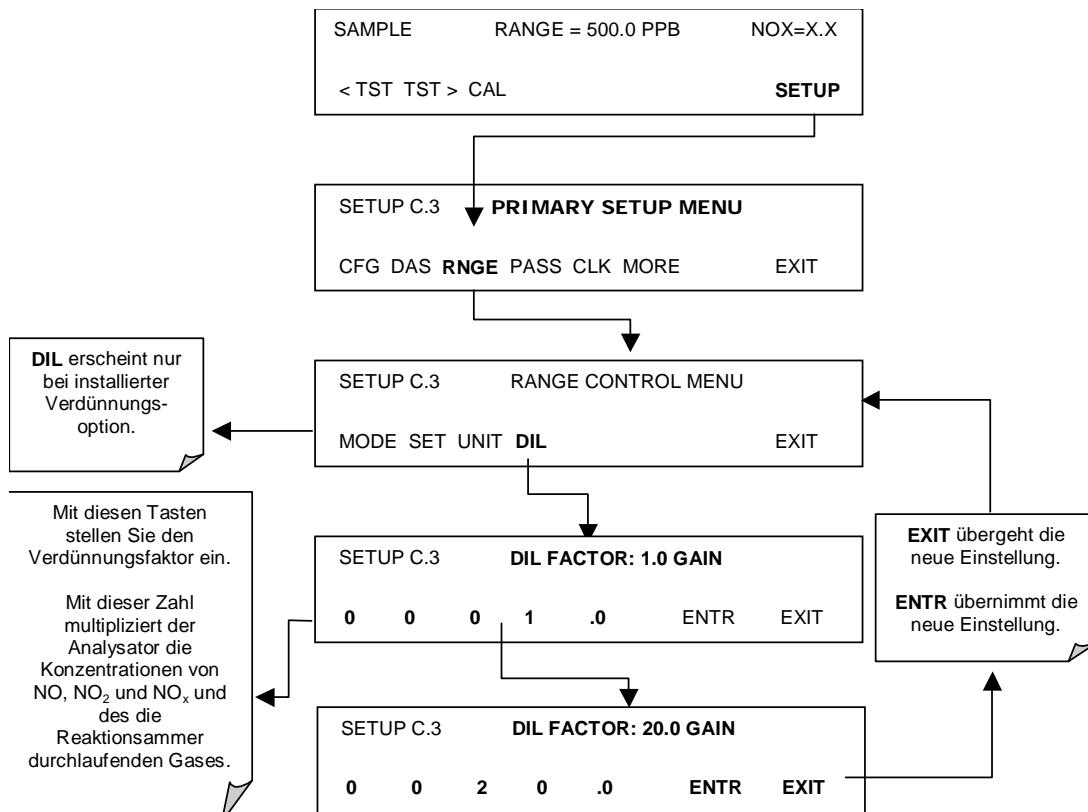 SAMPLE RANGE = 500.0 PPB NOX=X.X
< TST TST > CAL SETUP
SETUP C.3 PRIMARY SETUP MENU
CFG DAS RNGE PASS CLK MORE EXIT
DIL erscheint nur
bei installierter
Verdünnungs-
option.
SETUP C.3 RANGE CONTROL MENU
MODE SET UNIT DIL EXIT
Mit diesen Tasten
stellen Sie den
Verdünnungsfaktor ein.
Mit dieser Zahl
multipliziert der
Analysator die
Konzentrationen von
NO, NO₂ und NOₓ und
des die
Reaktionsammer
durchlaufenden Gases.
SETUP C.3 DIL FACTOR: 1.0 GAIN
0 0 0 1 .0 ENTR EXIT
EXIT übergeht die
neue Einstellung.
ENTR übernimmt die
neue Einstellung.
SETUP C.3 DIL FACTOR: 20.0 GAIN
0 0 2 0 .0 ENTR EXIT